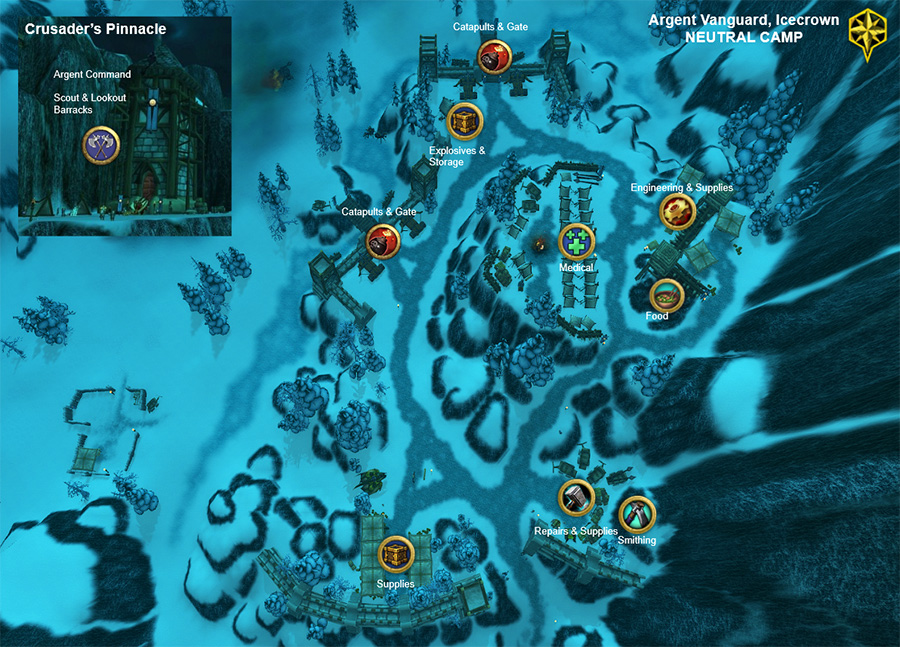 Crusader's Pinnacle
Argent Command
Scout & Lookout
Barracks
Argent Vanguard, Icecrown
NEUTRAL CAMP
Catapults & Gate
Explosives &
Storage
Engineering & Supplies
Catapults & Gate
Medical
Food
Repairs & Supplies
Smithing
Supplies